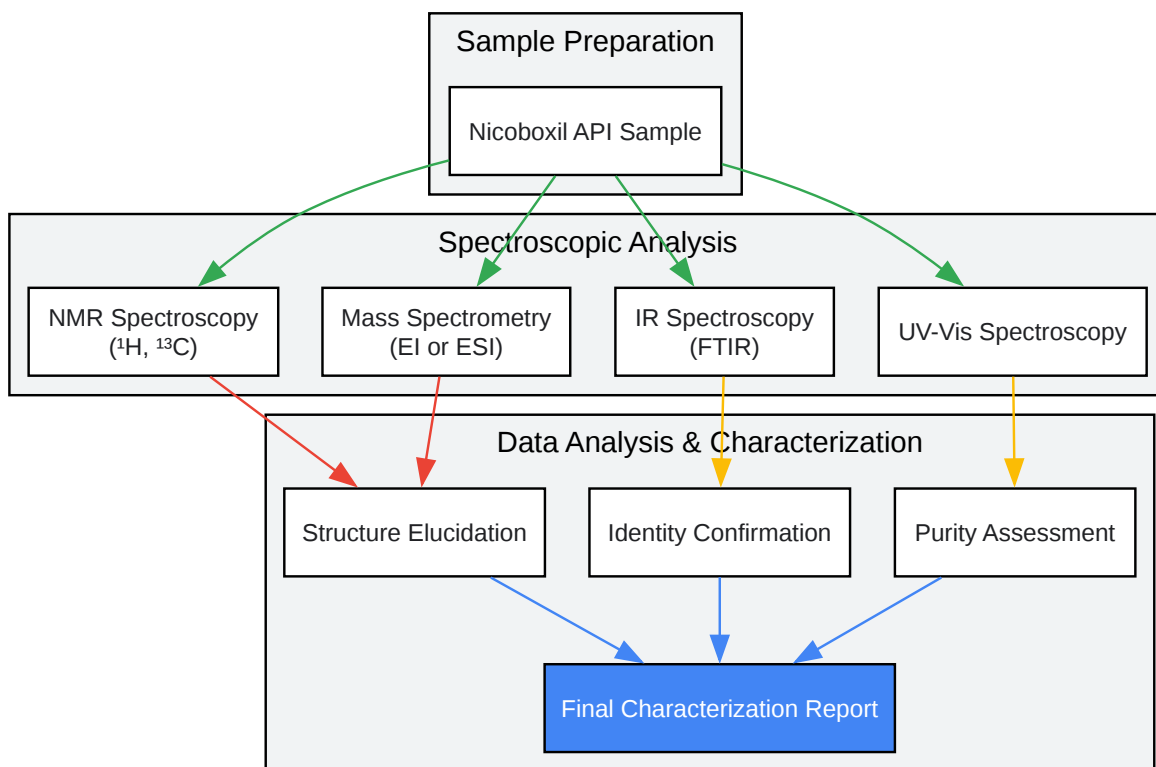 Sample Preparation
Nicoboxil API Sample
Spectroscopic Analysis
NMR Spectroscopy
(¹H, ¹³C)
Mass Spectrometry
(EI or ESI)
IR Spectroscopy
(FTIR)
UV-Vis Spectroscopy
Data Analysis & Characterization
Structure Elucidation
Identity Confirmation
Purity Assessment
Final Characterization Report